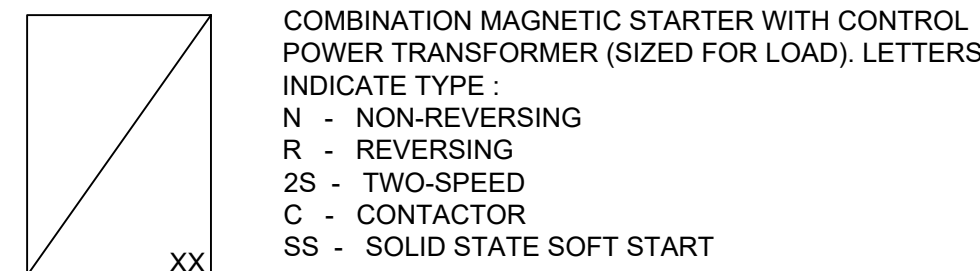 COMBINATION MAGNETIC STARTER WITH CONTROL
POWER TRANSFORMER (SIZED FOR LOAD). LETTERS
INDICATE TYPE :
N - NON-REVERSING
R - REVERSING
2S - TWO-SPEED
C - CONTACTOR
SS - SOLID STATE SOFT START
XX